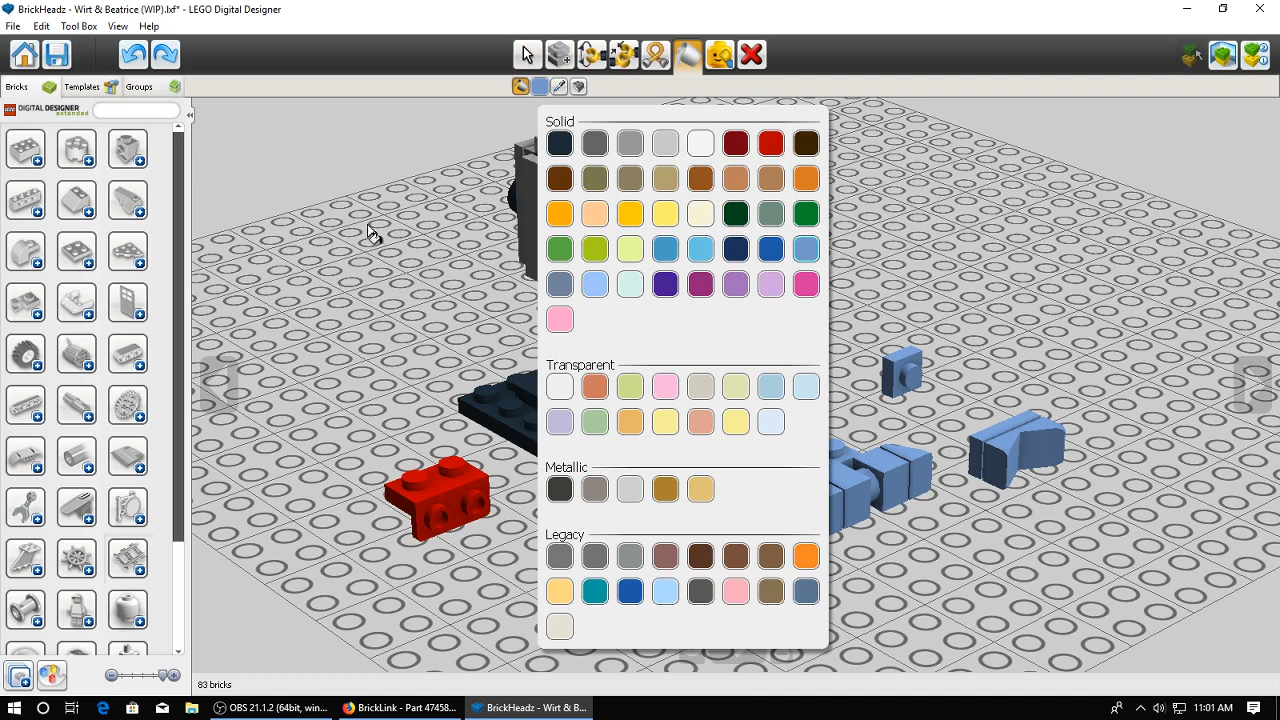 BrickHeadz - Wirt & Beatrice (WIP).lxf* - LEGO Digital Designer
File Edit Tool Box View Help
Bricks Templates Groups
LEGO DIGITAL DESIGNER
extended
Solid
Transparent
Metallic
Legacy
83 bricks
OBS 21.1.2 (64bit, win...
BrickLink - Part 47458...
BrickHeadz - Wirt & B...
11:01 AM